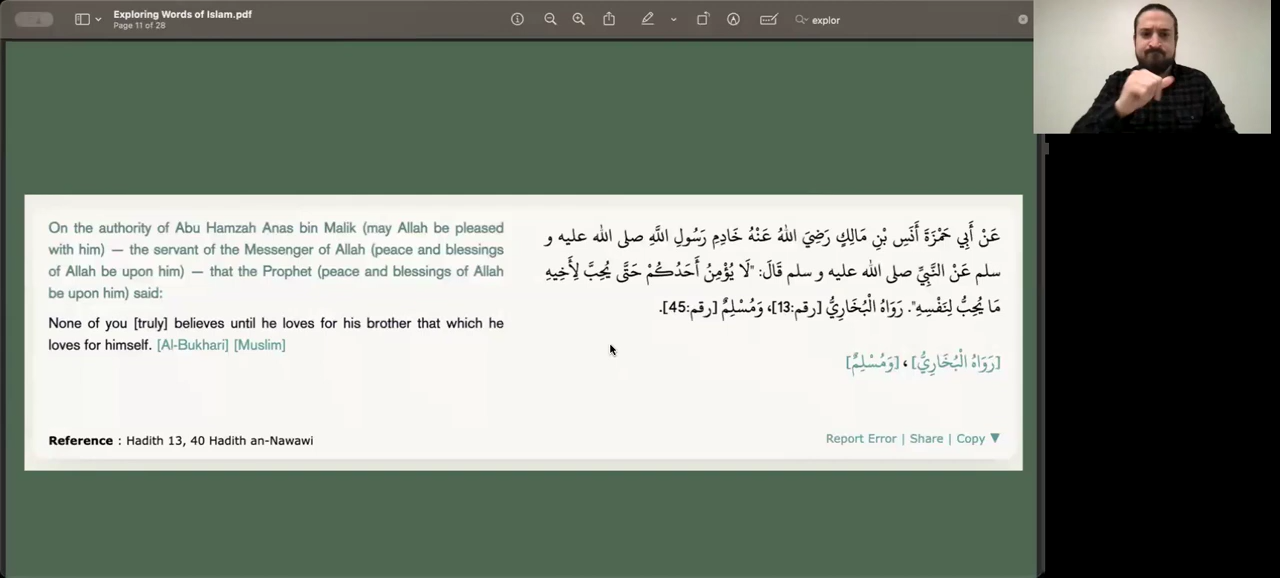 Exploring Words of Islam.pdf
Page 11 of 28
explor
On the authority of Abu Hamzah Anas bin Malik (may Allah be pleased
with him) — the servant of the Messenger of Allah (peace and blessings
of Allah be upon him) — that the Prophet (peace and blessings of Allah
be upon him) said:
None of you [truly] believes until he loves for his brother that which he
loves for himself. [Al-Bukhari] [Muslim]
عَنْ أَبِي حَمْزَةَ أَنَسِ بْنِ مَالِكٍ رَضِيَ اللهُ عَنْهُ خَادِمِ رَسُولِ اللَّهِ صلى الله عليه و
سلم عَنْ النَّبِيِّ صلى الله عليه و سلم قَالَ: "لَا يُؤْمِنُ أَحَدُكُمْ حَتَّى يُحِبَّ لِأَخِيهِ
مَا يُحِبُّ لِنَفْسِهِ". رَوَاهُ الْبُخَارِيُّ [رقم:13]، وَمُسْلِمٌ [رقم:45].
[رَوَاهُ الْبُخَارِيُّ] ، [وَمُسْلِمٌ]
Reference : Hadith 13, 40 Hadith an-Nawawi
Report Error | Share | Copy ▼